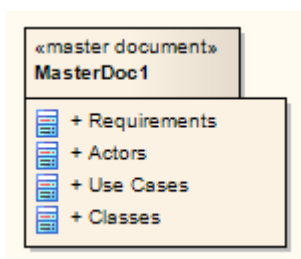 «master document»
MasterDoc1
+ Requirements
+ Actors
+ Use Cases
+ Classes